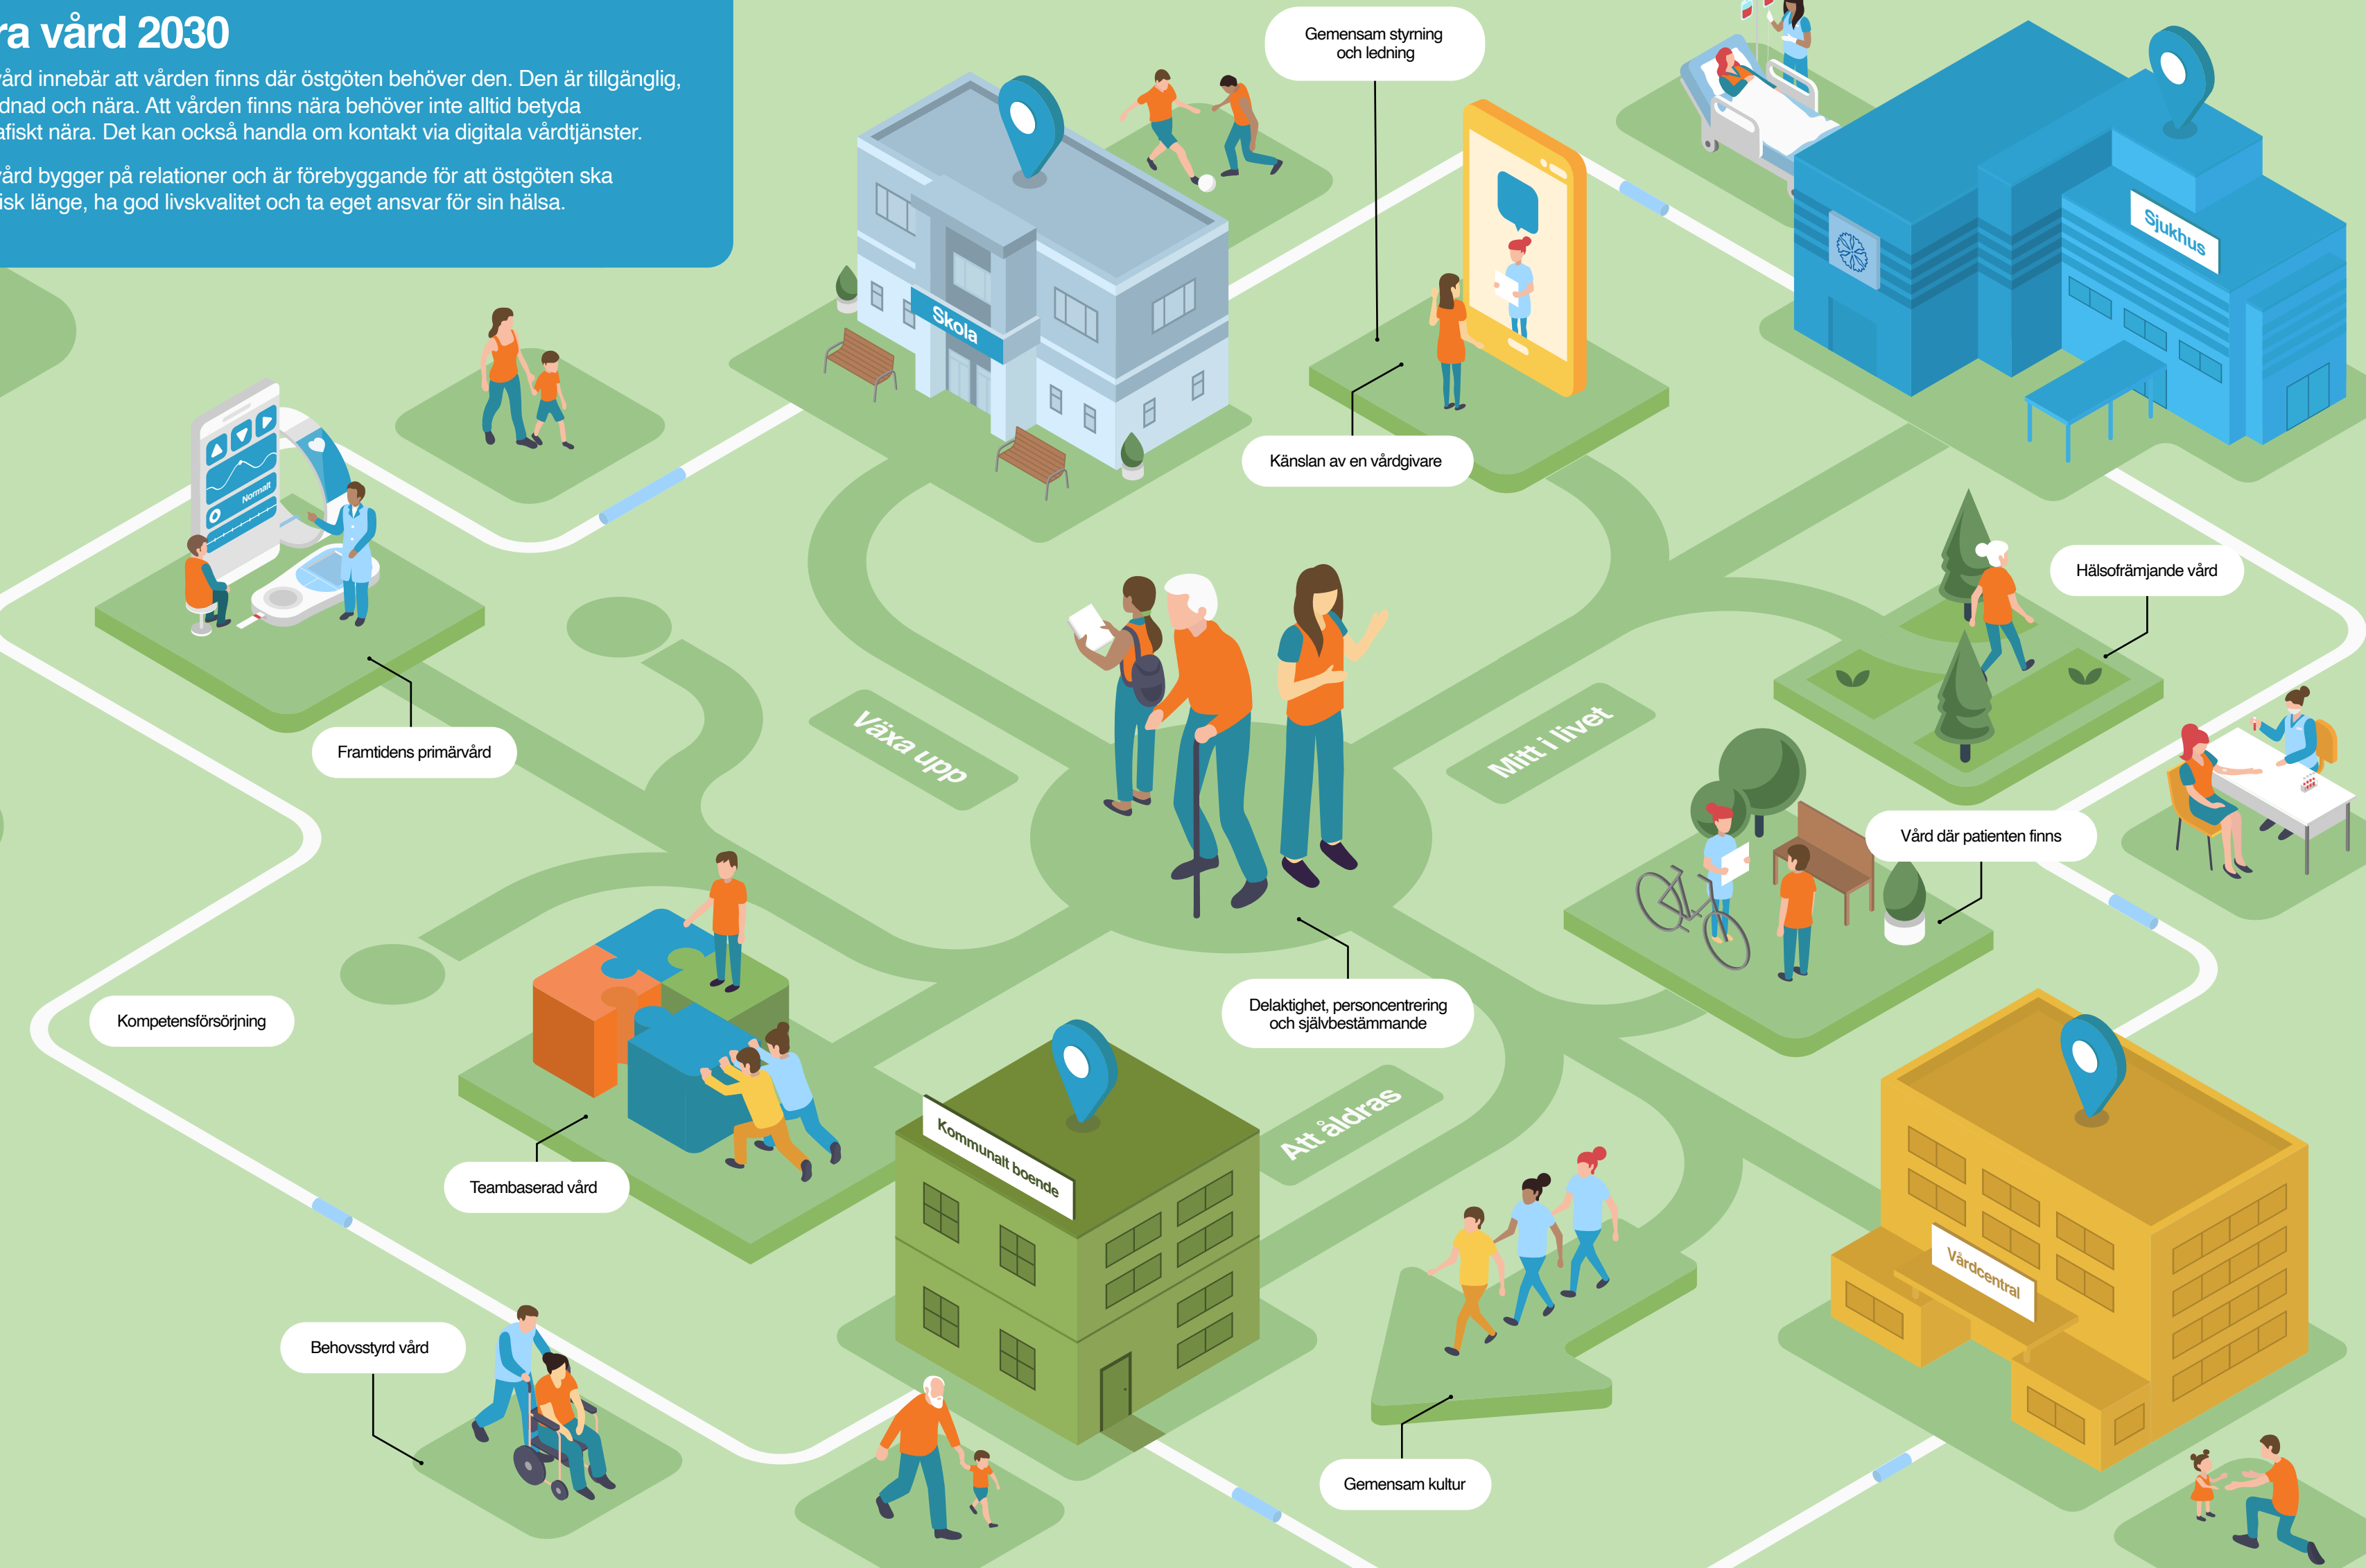 ra vård 2030
vård innebär att vården finns där östgöten behöver den. Den är tillgänglig,
dnad och nära. Att vården finns nära behöver inte alltid betyda
afiskt nära. Det kan också handla om kontakt via digitala vårdtjänster.
vård bygger på relationer och är förebyggande för att östgöten ska
isk länge, ha god livskvalitet och ta eget ansvar för sin hälsa.
Gemensam styrning
och ledning
Sjukhus
Skola
Känslan av en vårdgivare
Normalt
Hälsofrämjande vård
Framtidens primärvård
Växa upp
Mitt i livet
Vård där patienten finns
Kompetensförsörjning
Delaktighet, personcentrering
och självbestämmande
Kommunalt boende
Att åldras
Teambaserad vård
Vårdcentral
Behovsstyrd vård
Gemensam kultur